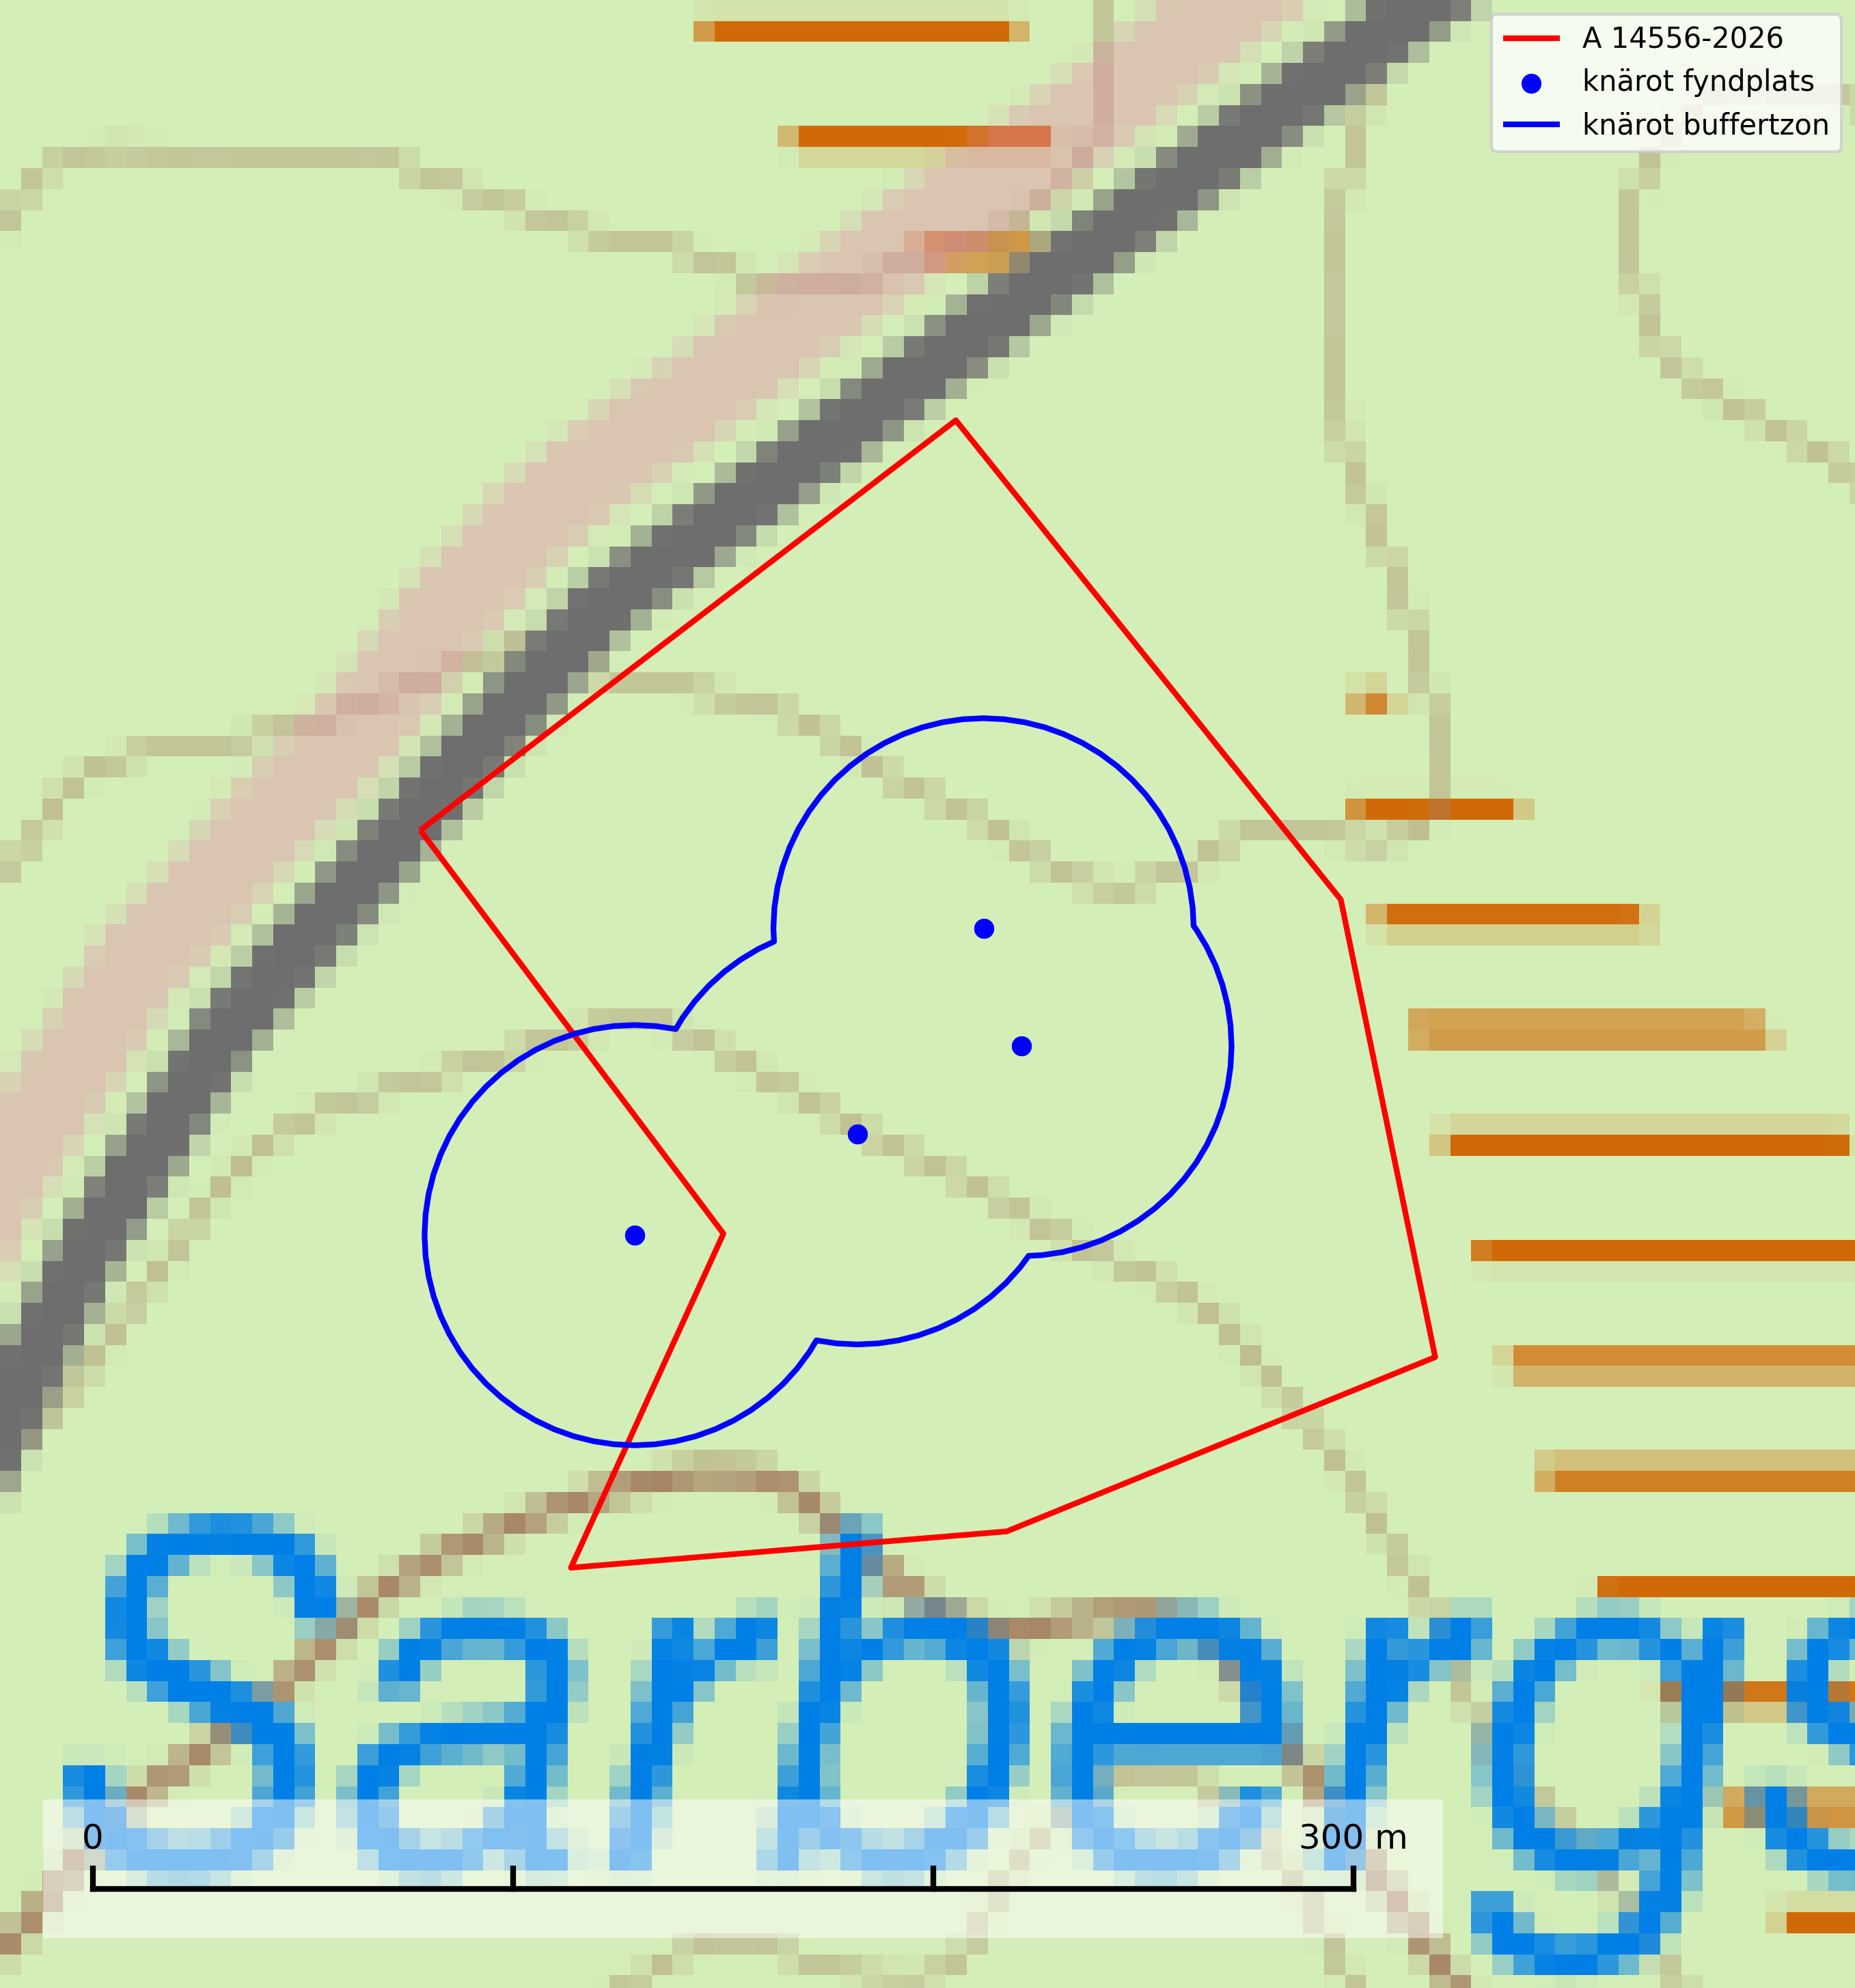 A 14556-2026
knärot fyndplats
knärot buffertzon
Sarbergs
0 300 m